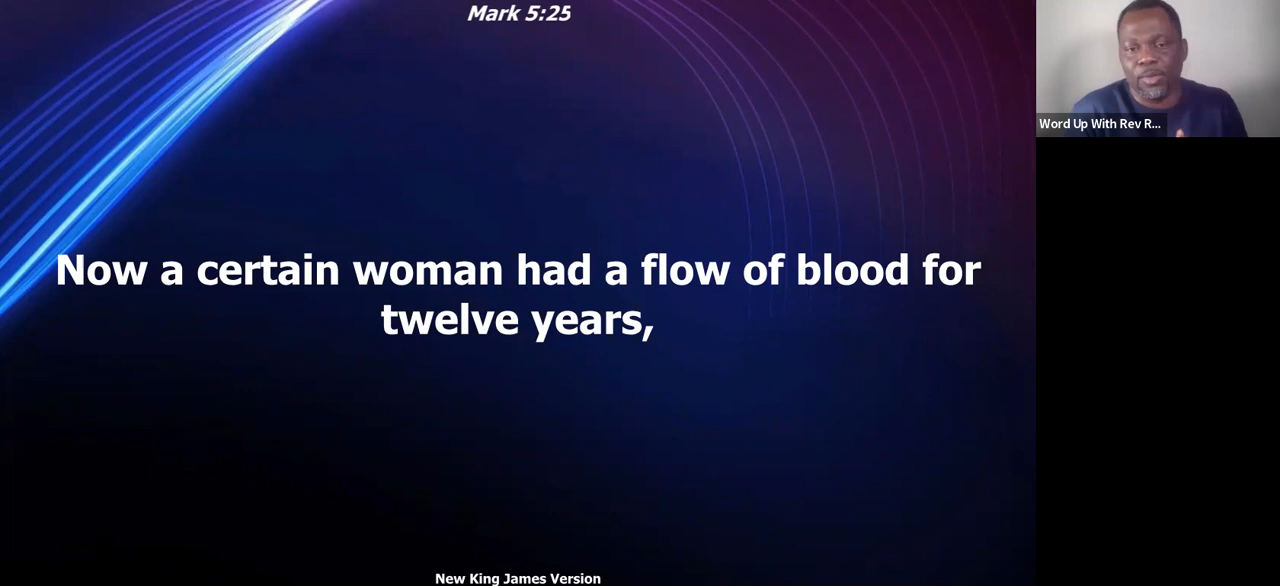 Mark 5:25
Now a certain woman had a flow of blood for
twelve years,
New King James Version
Word Up With Rev R...